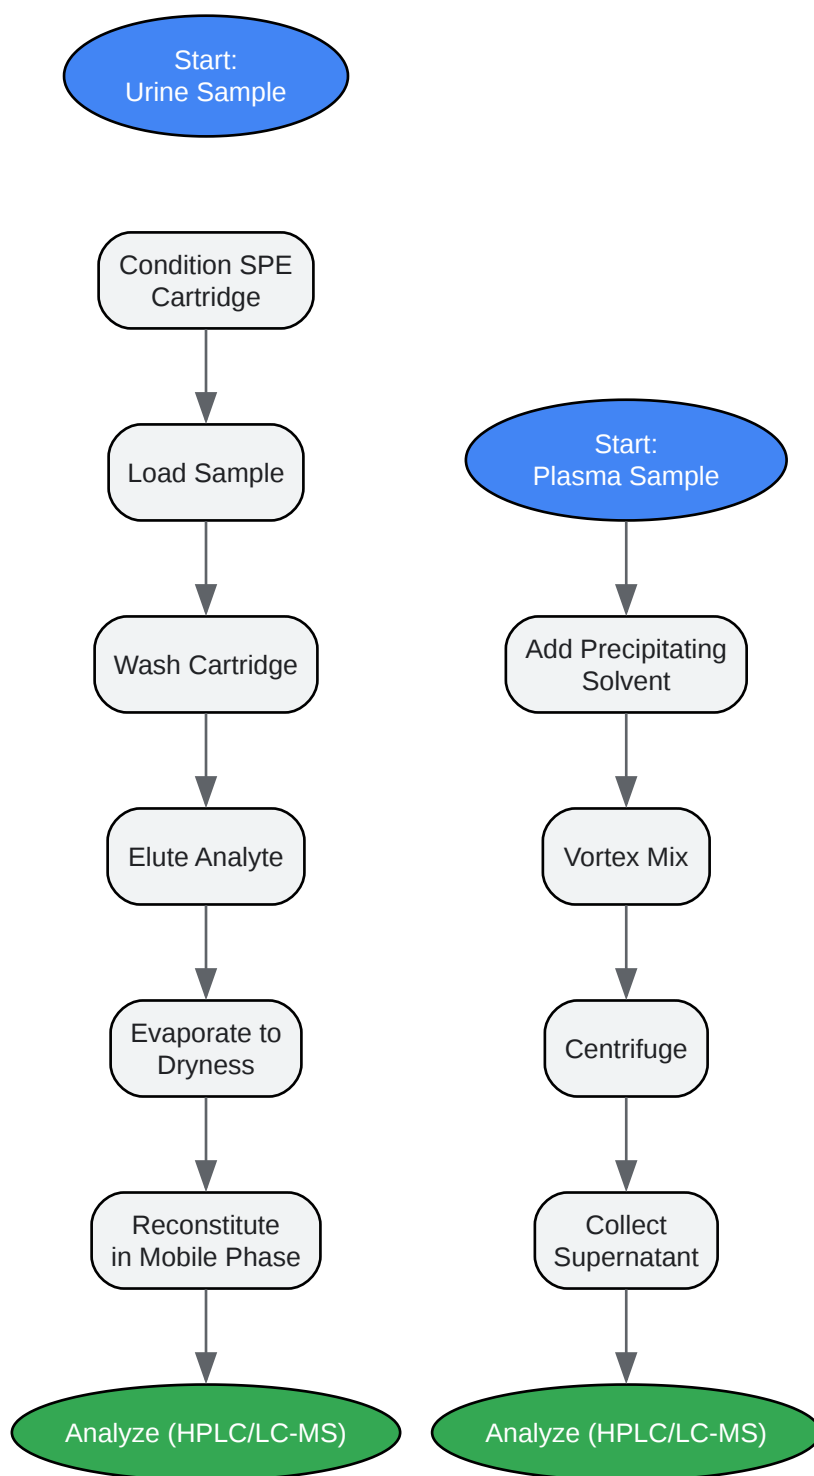 Start:
Urine Sample
Condition SPE
Cartridge
Load Sample
Wash Cartridge
Elute Analyte
Evaporate to
Dryness
Reconstitute
in Mobile Phase
Analyze (HPLC/LC-MS)
Start:
Plasma Sample
Add Precipitating
Solvent
Vortex Mix
Centrifuge
Collect
Supernatant
Analyze (HPLC/LC-MS)